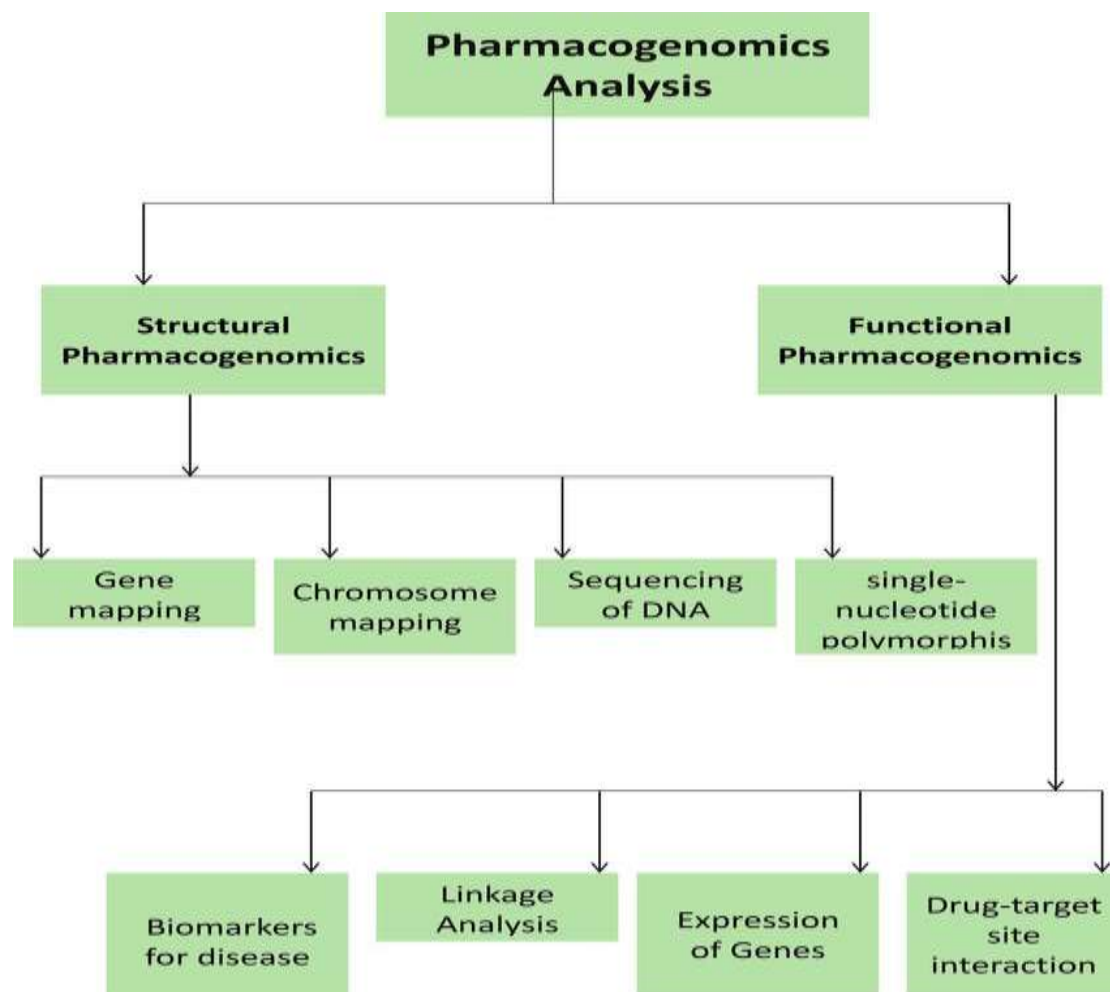 Pharmacogenomics
Analysis
Structural
Pharmacogenomics
Functional
Pharmacogenomics
Gene
mapping
Chromosome
mapping
Sequencing
of DNA
single-
nucleotide
polymorphis
Biomarkers
for disease
Linkage
Analysis
Expression
of Genes
Drug-target
site
interaction